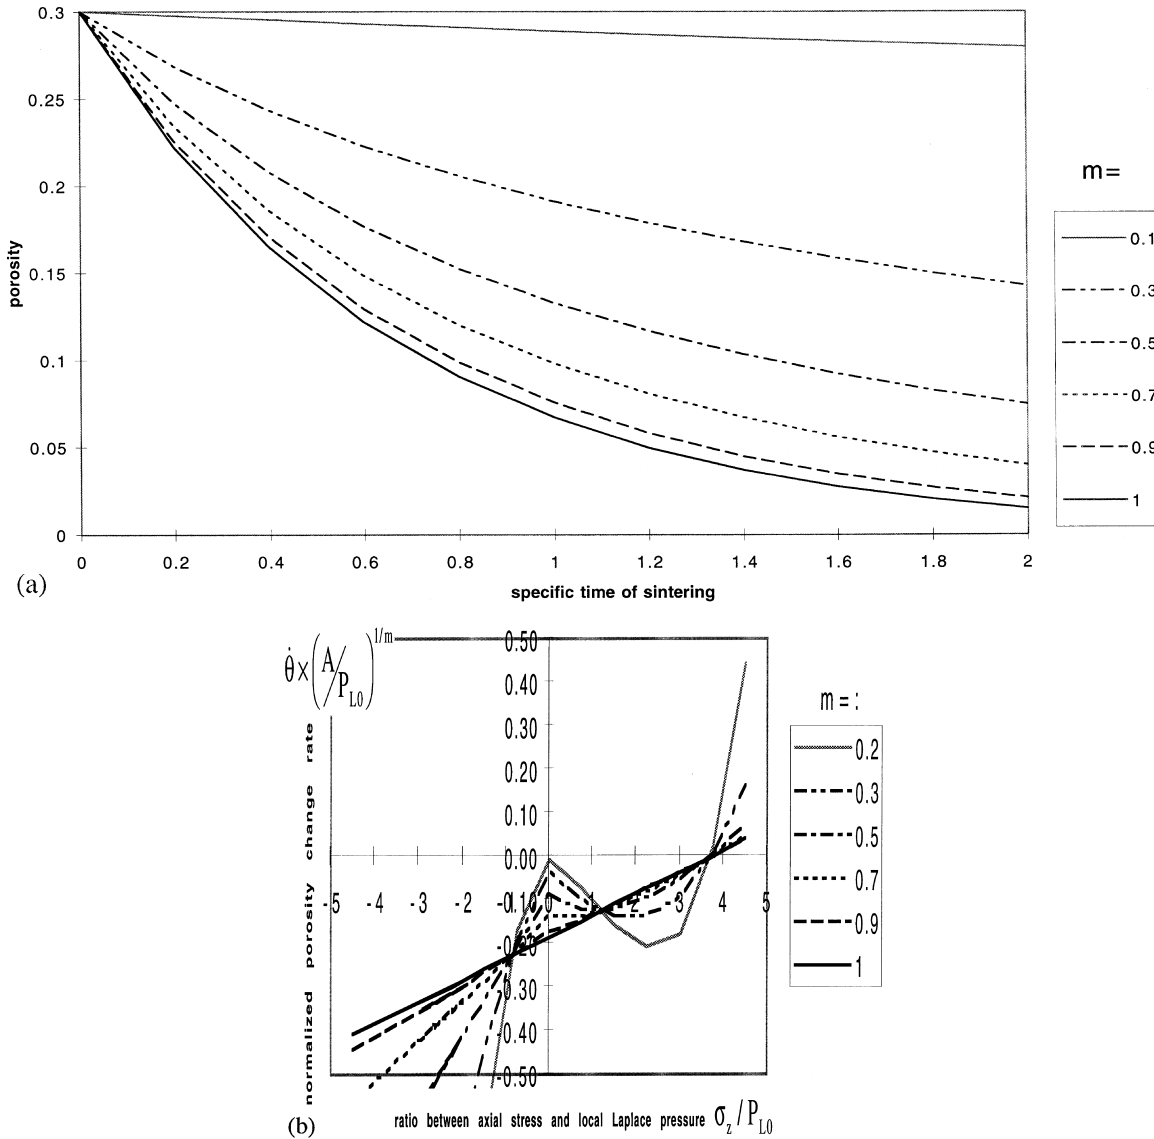 0.3
0.25
0.2
0.15
0.1
0.05
0
porosity
0 0.2 0.4 0.6 0.8 1 1.2 1.4 1.6 1.8 2
specific time of sintering
(a)
m=
0.1
0.3
0.5
0.7
0.9
1
θ̇×(A/P_L0)^1/m
normalized porosity change rate
0.50
0.40
0.30
0.20
0.10
0.00
-0.10
-0.20
-0.30
-0.40
-0.50
-5 -4 -3 -2 -1 0 1 2 3 4 5
ratio between axial stress and local Laplace pressure σ_z/P_L0
(b)
m=:
0.2
0.3
0.5
0.7
0.9
1